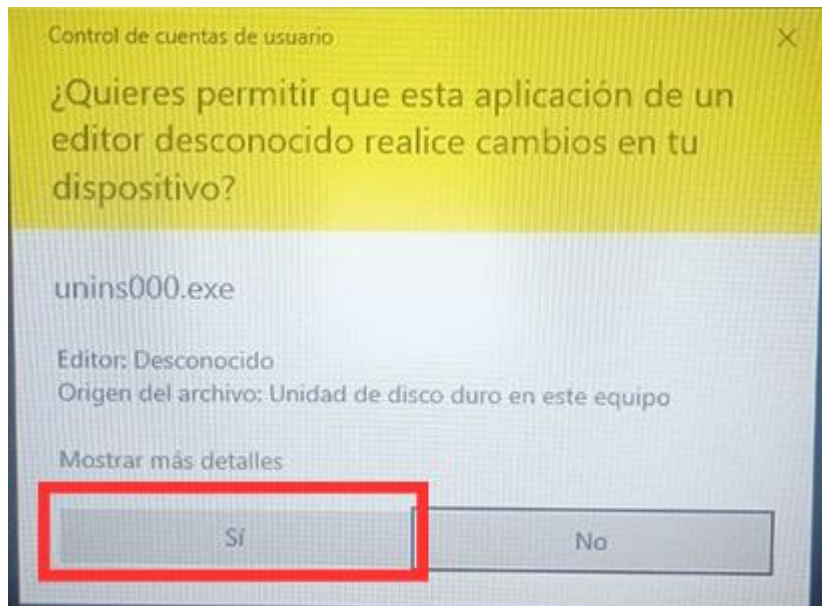 Control de cuentas de usuario
¿Quieres permitir que esta aplicación de un
editor desconocido realice cambios en tu
dispositivo?
unins000.exe
Editor: Desconocido
Origen del archivo: Unidad de disco duro en este equipo
Mostrar más detalles
Sí
No